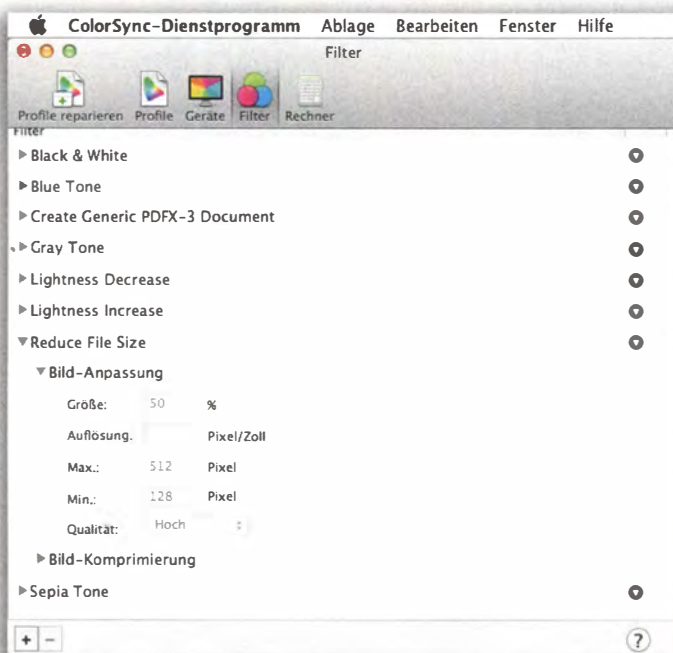 ColorSync-Dienstprogramm Ablage Bearbeiten Fenster Hilfe
Filter
Profile reparieren Profile Geräte Filter Rechner
Filter
Black & White
Blue Tone
Create Generic PDFX-3 Document
Gray Tone
Lightness Decrease
Lightness Increase
Reduce File Size
Bild-Anpassung
Größe: 50 %
Auflösung. Pixel/Zoll
Max.: 512 Pixel
Min.: 128 Pixel
Qualität: Hoch
Bild-Komprimierung
Sepia Tone
+ − ?